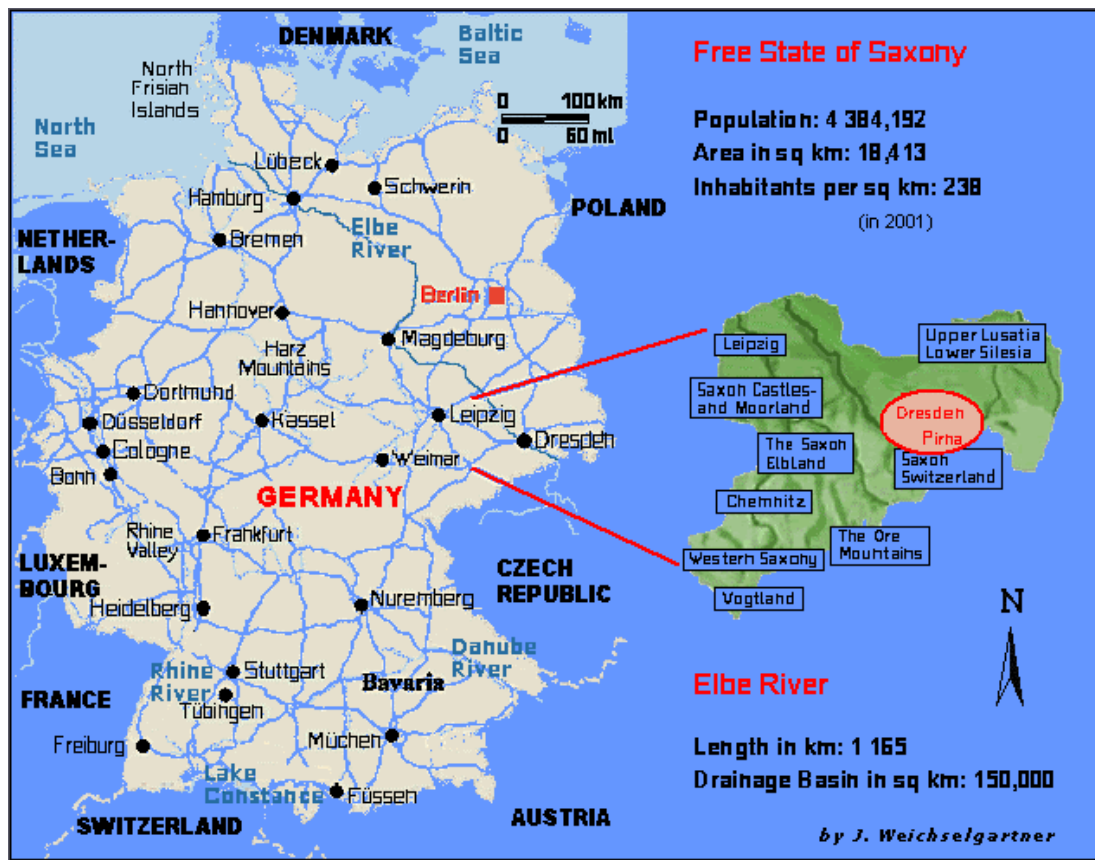 DENMARK
Baltic
Sea
North
Frisian
Islands
North
Sea
0 100 km
0 60 ml
Lübeck
Schwerin
Hamburg
POLAND
Elbe
River
NETHER-
LANDS
Bremen
Berlin
Hannover
Magdeburg
Harz
Mountains
Dortmund
Düsseldorf
Kassel
Leipzig
Cologne
Dresden
Bonn
Weimar
GERMANY
Rhine
Valley
Frankfurt
LUXEM-
BOURG
CZECH
REPUBLIC
Heidelberg
Nuremberg
Danube
River
Rhine
River
Stuttgart
Bavaria
FRANCE
Tübingen
Freiburg
Müchen
Lake
Constance
Füssen
SWITZERLAND
AUSTRIA
Free State of Saxony
Population: 4 384,192
Area in sq km: 18,413
Inhabitants per sq km: 238
(in 2001)
Leipzig
Upper Lusatia
Lower Silesia
Saxon Castles-
and Moorland
Dresden
Pirna
The Saxon
Elbland
Saxon
Switzerland
Chemnitz
The Ore
Mountains
Western Saxony
Vogtland
N
Elbe River
Length in km: 1 165
Drainage Basin in sq km: 150,000
by J. Weichselgartner